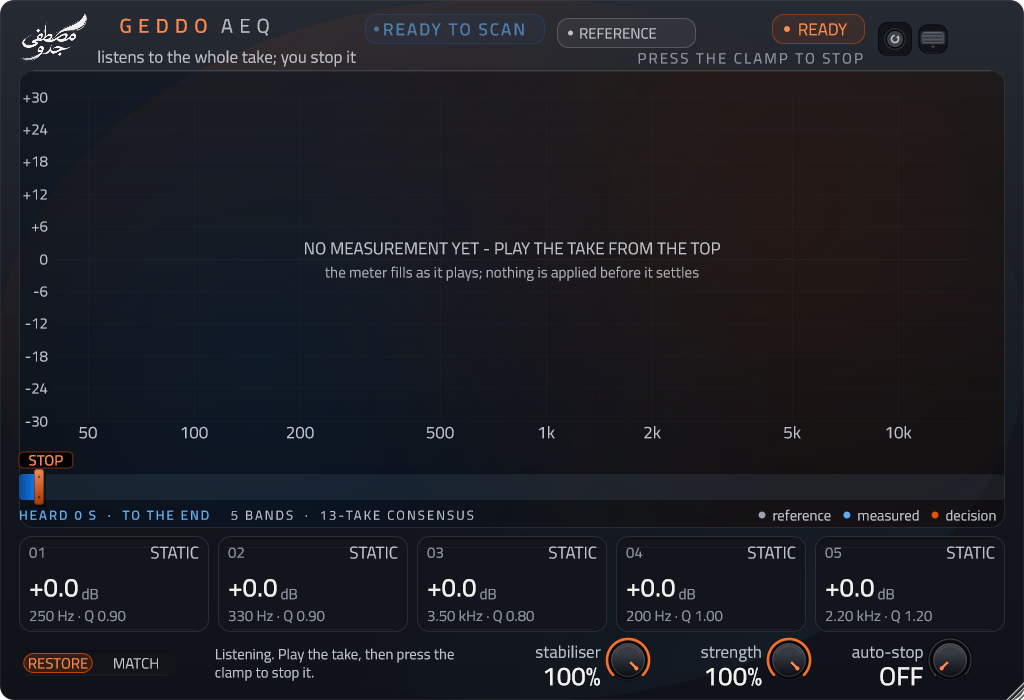 مصطفى
جدو
GEDDO AEQ
READY TO SCAN
REFERENCE
READY
listens to the whole take; you stop it
PRESS THE CLAMP TO STOP
+30
+24
+18
+12
+6
0
-6
-12
-18
-24
-30
NO MEASUREMENT YET - PLAY THE TAKE FROM THE TOP
the meter fills as it plays; nothing is applied before it settles
50 100 200 500 1k 2k 5k 10k
STOP
HEARD 0 S · TO THE END 5 BANDS · 13-TAKE CONSENSUS
reference measured decision
01 STATIC
+0.0 dB
250 Hz · Q 0.90
02 STATIC
+0.0 dB
330 Hz · Q 0.90
03 STATIC
+0.0 dB
3.50 kHz · Q 0.80
04 STATIC
+0.0 dB
200 Hz · Q 1.00
05 STATIC
+0.0 dB
2.20 kHz · Q 1.20
RESTORE MATCH
Listening. Play the take, then press the
clamp to stop it.
stabiliser
100%
strength
100%
auto-stop
OFF